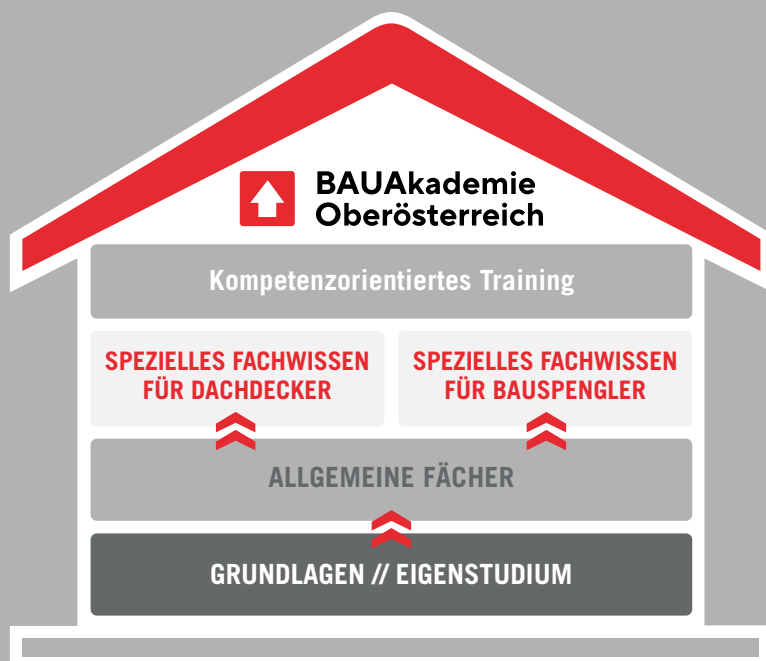 BAUAkademie
Oberösterreich
Kompetenzorientiertes Training
SPEZIELLES FACHWISSEN
FÜR DACHDECKER
SPEZIELLES FACHWISSEN
FÜR BAUSPENGLER
ALLGEMEINE FÄCHER
GRUNDLAGEN // EIGENSTUDIUM